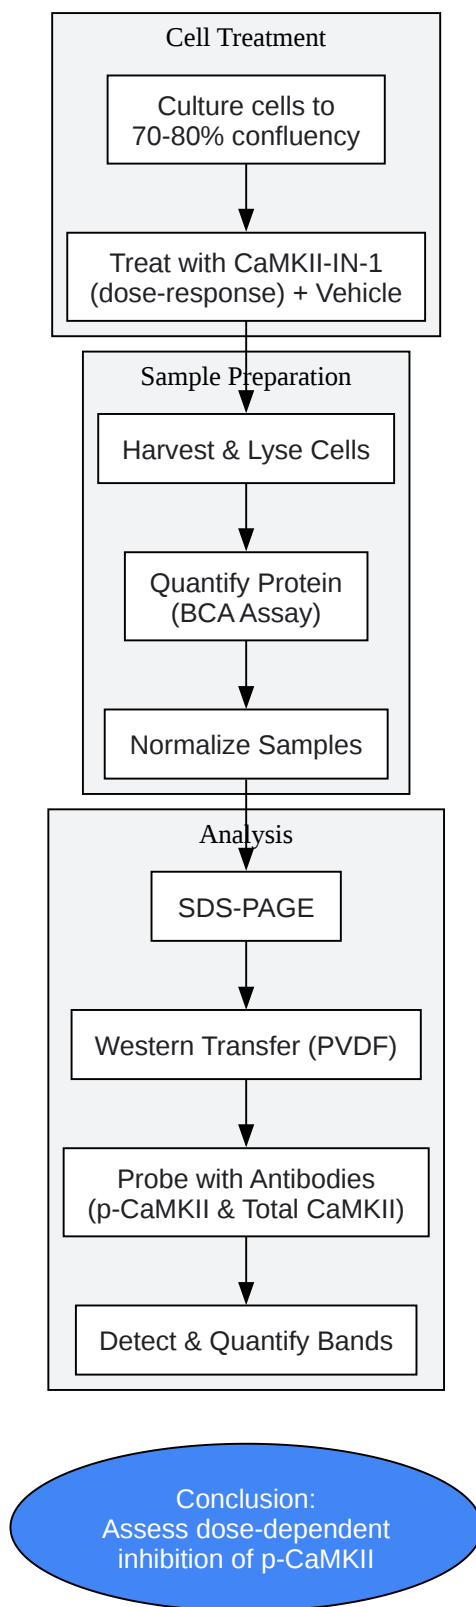 Cell Treatment
Culture cells to
70-80% confluency
Treat with CaMKII-IN-1
(dose-response) + Vehicle
Sample Preparation
Harvest & Lyse Cells
Quantify Protein
(BCA Assay)
Normalize Samples
Analysis
SDS-PAGE
Western Transfer (PVDF)
Probe with Antibodies
(p-CaMKII & Total CaMKII)
Detect & Quantify Bands
Conclusion:
Assess dose-dependent
inhibition of p-CaMKII